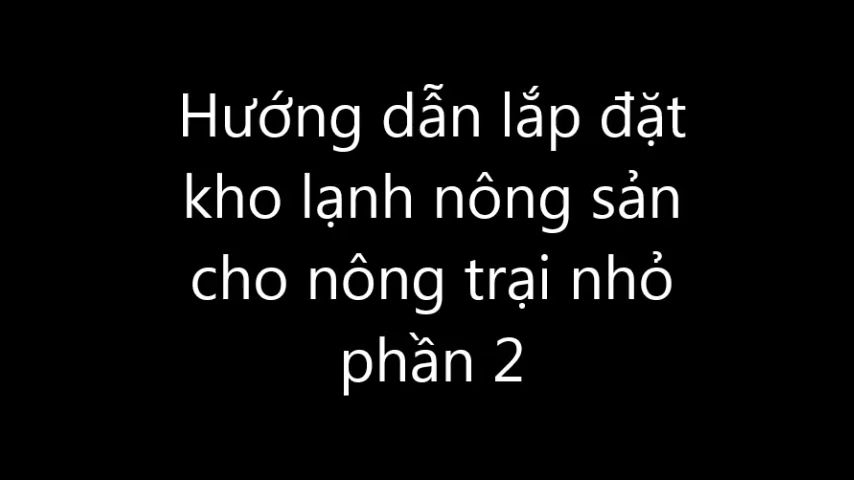 Hướng dẫn lắp đặt
kho lạnh nông sản
cho nông trại nhỏ
phần 2